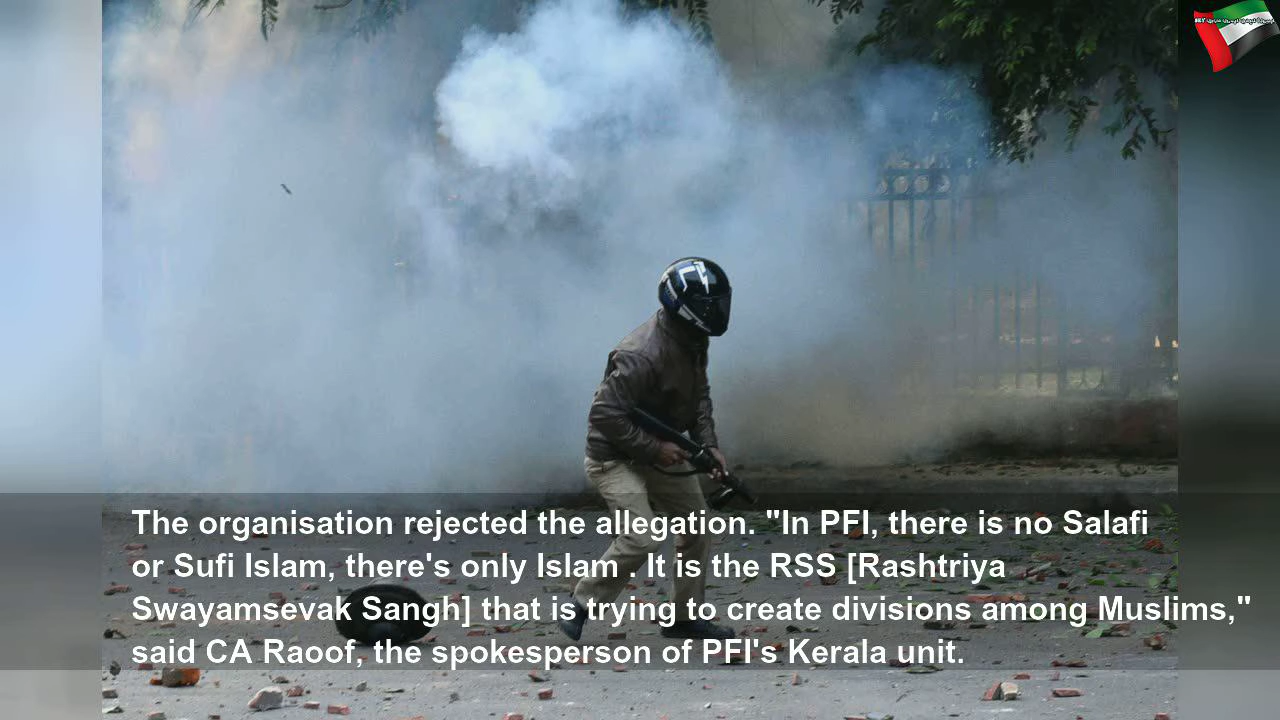 The organisation rejected the allegation. "In PFI, there is no Salafi
or Sufi Islam, there's only Islam . It is the RSS [Rashtriya
Swayamsevak Sangh] that is trying to create divisions among Muslims,"
said CA Raoof, the spokesperson of PFI's Kerala unit.